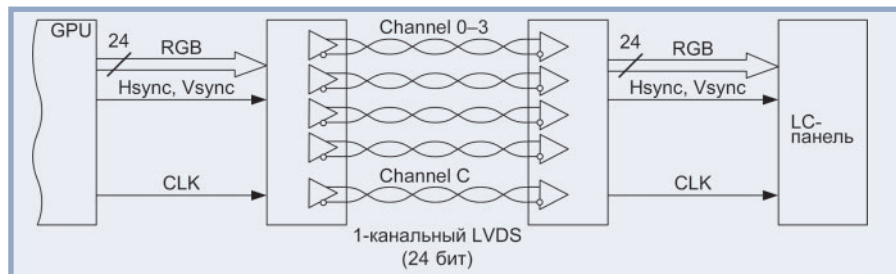 GPU
24
RGB
Hsync, Vsync
CLK
Channel 0–3
Channel C
1-канальный LVDS
(24 бит)
24
RGB
Hsync, Vsync
CLK
LC-
панель